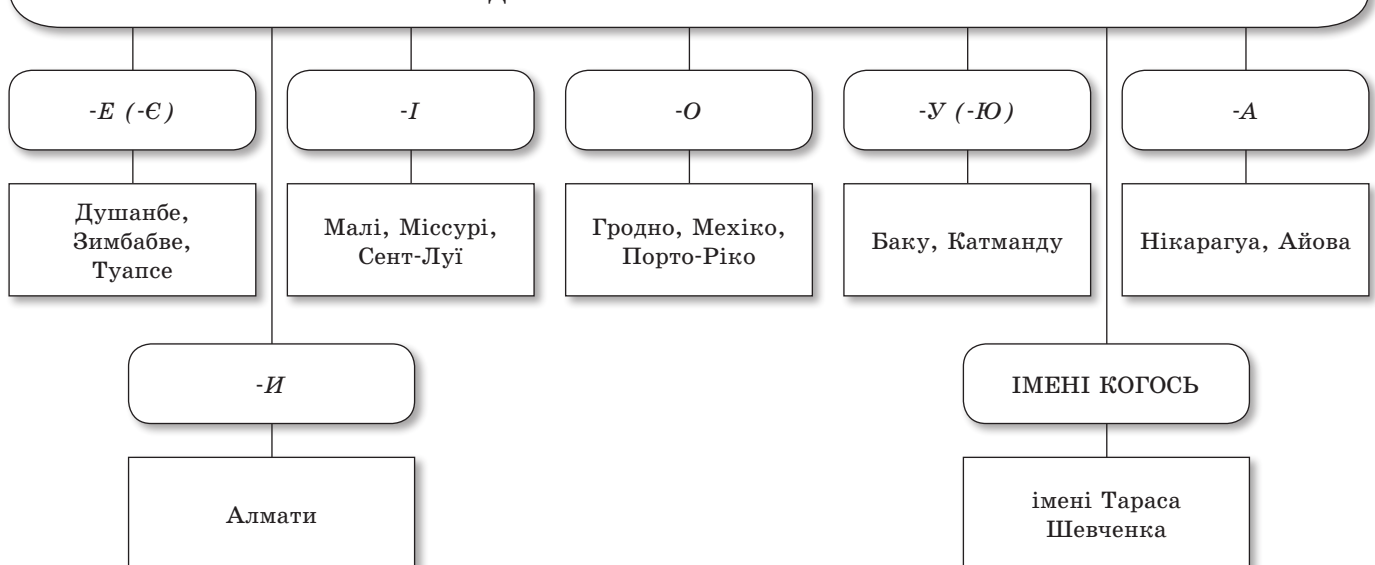 -Е (-Є)
-І
-О
-У (-Ю)
-А
Душанбе,
Зимбабве,
Туапсе
Малі, Міссурі,
Сент-Луї
Гродно, Мехіко,
Порто-Ріко
Баку, Катманду
Нікарагуа, Айова
-И
ІМЕНІ КОГОСЬ
Алмати
імені Тараса
Шевченка